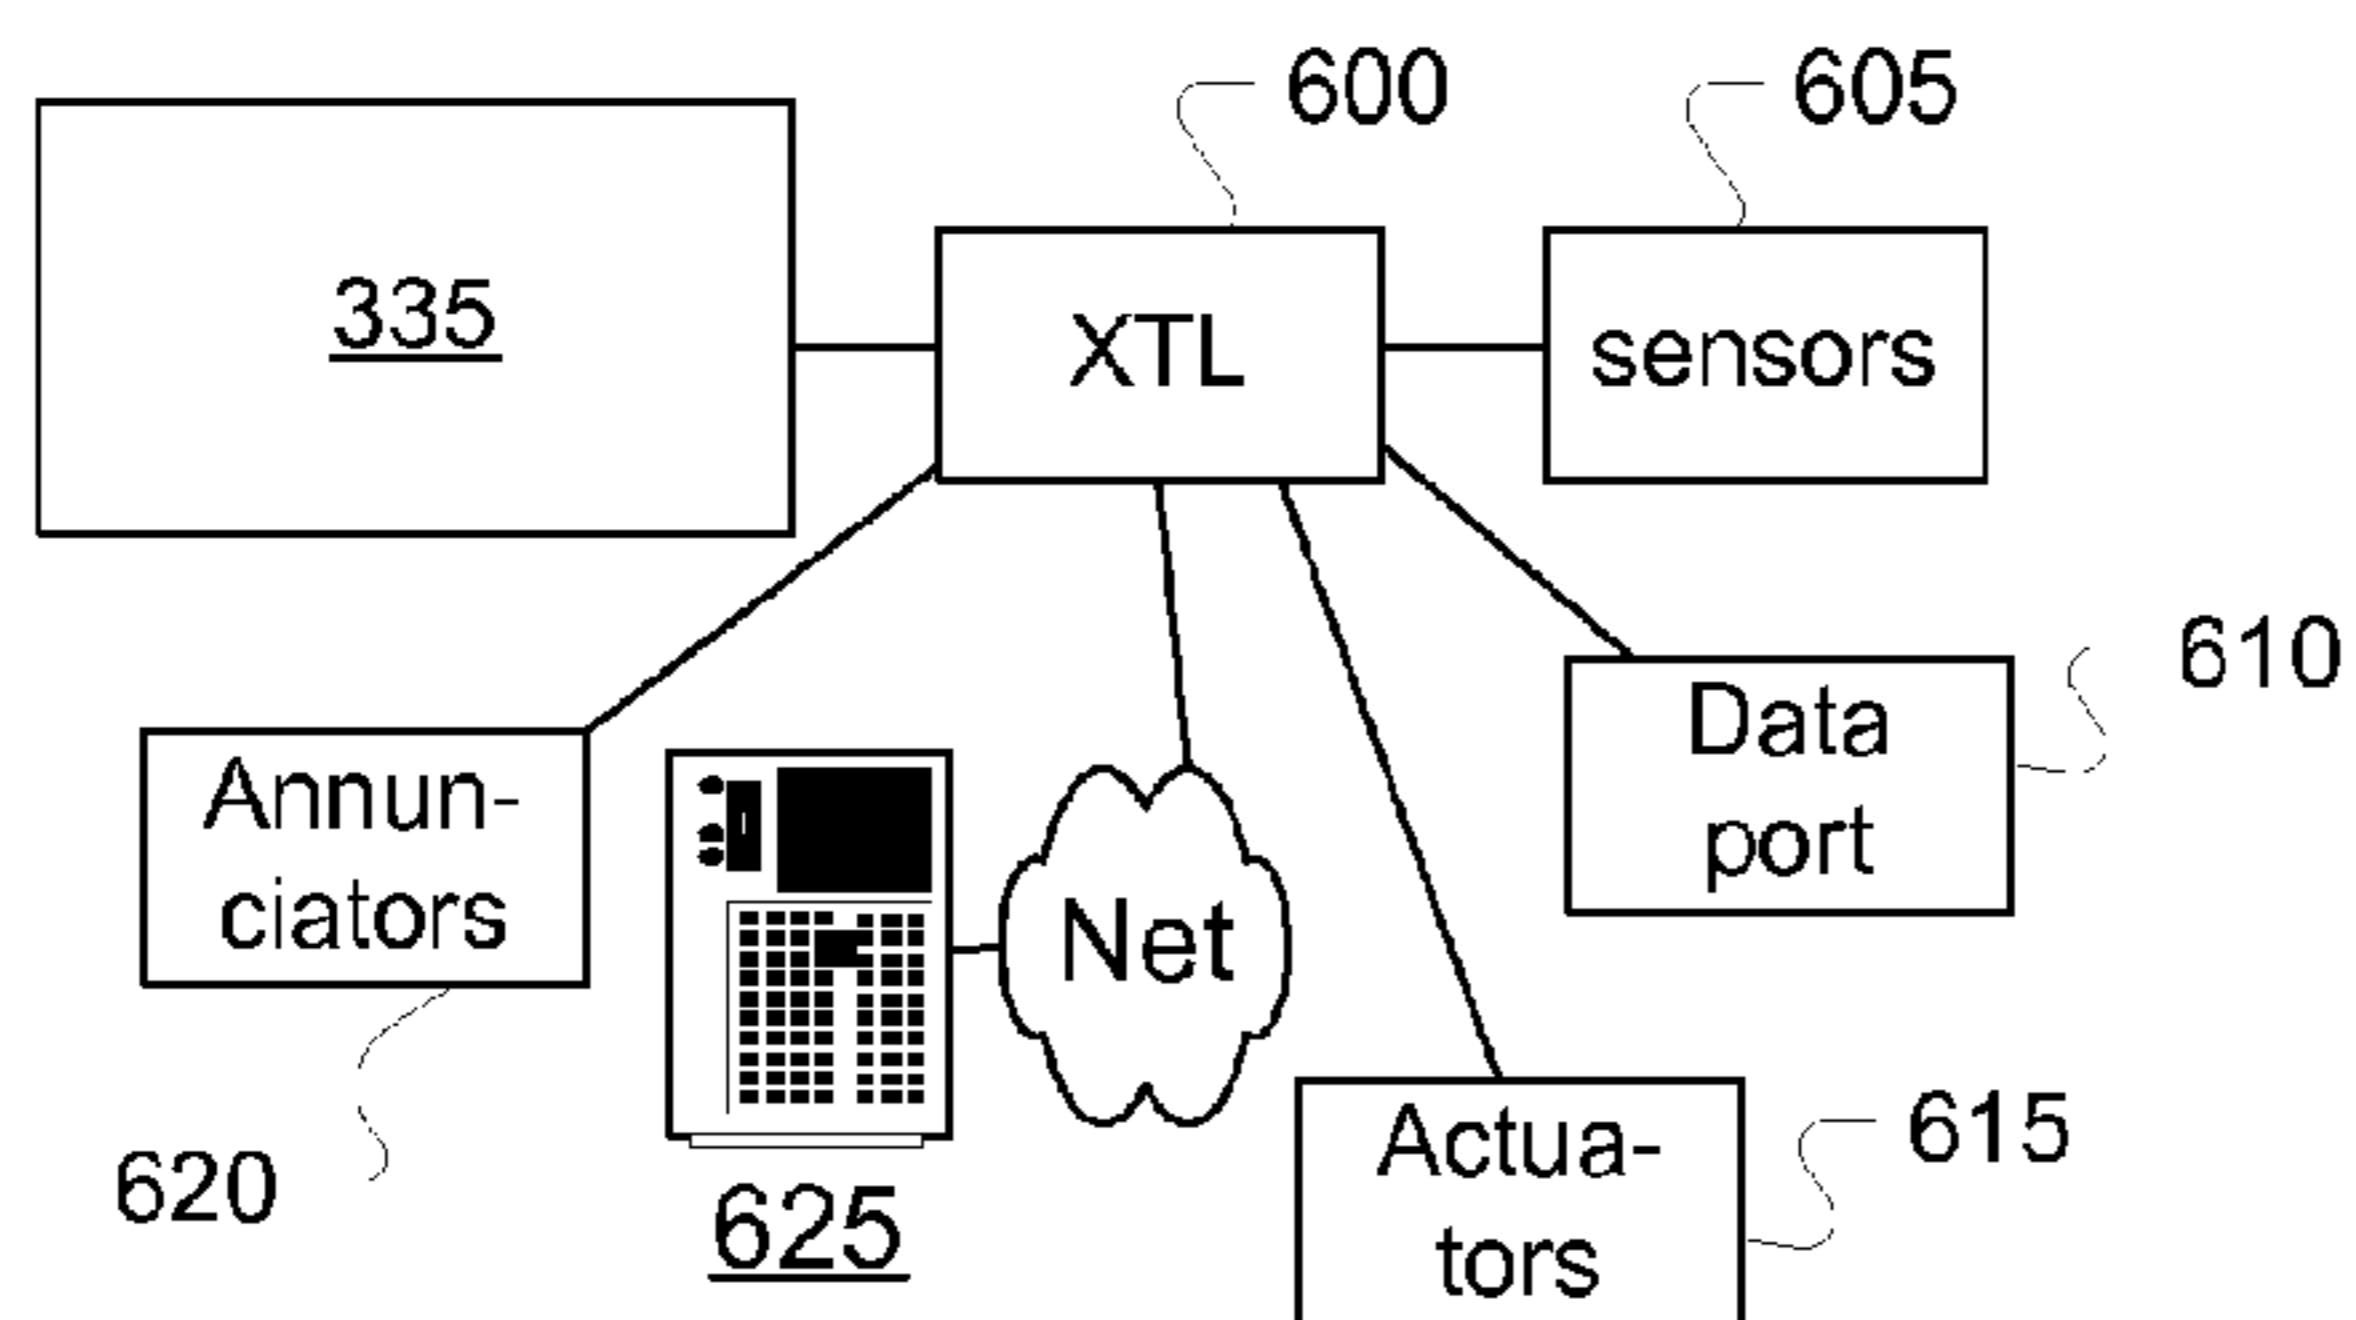 600
605
335
XTL
sensors
610
Data
port
Annun-
ciators
Net
620
625
Actua-
tors
615